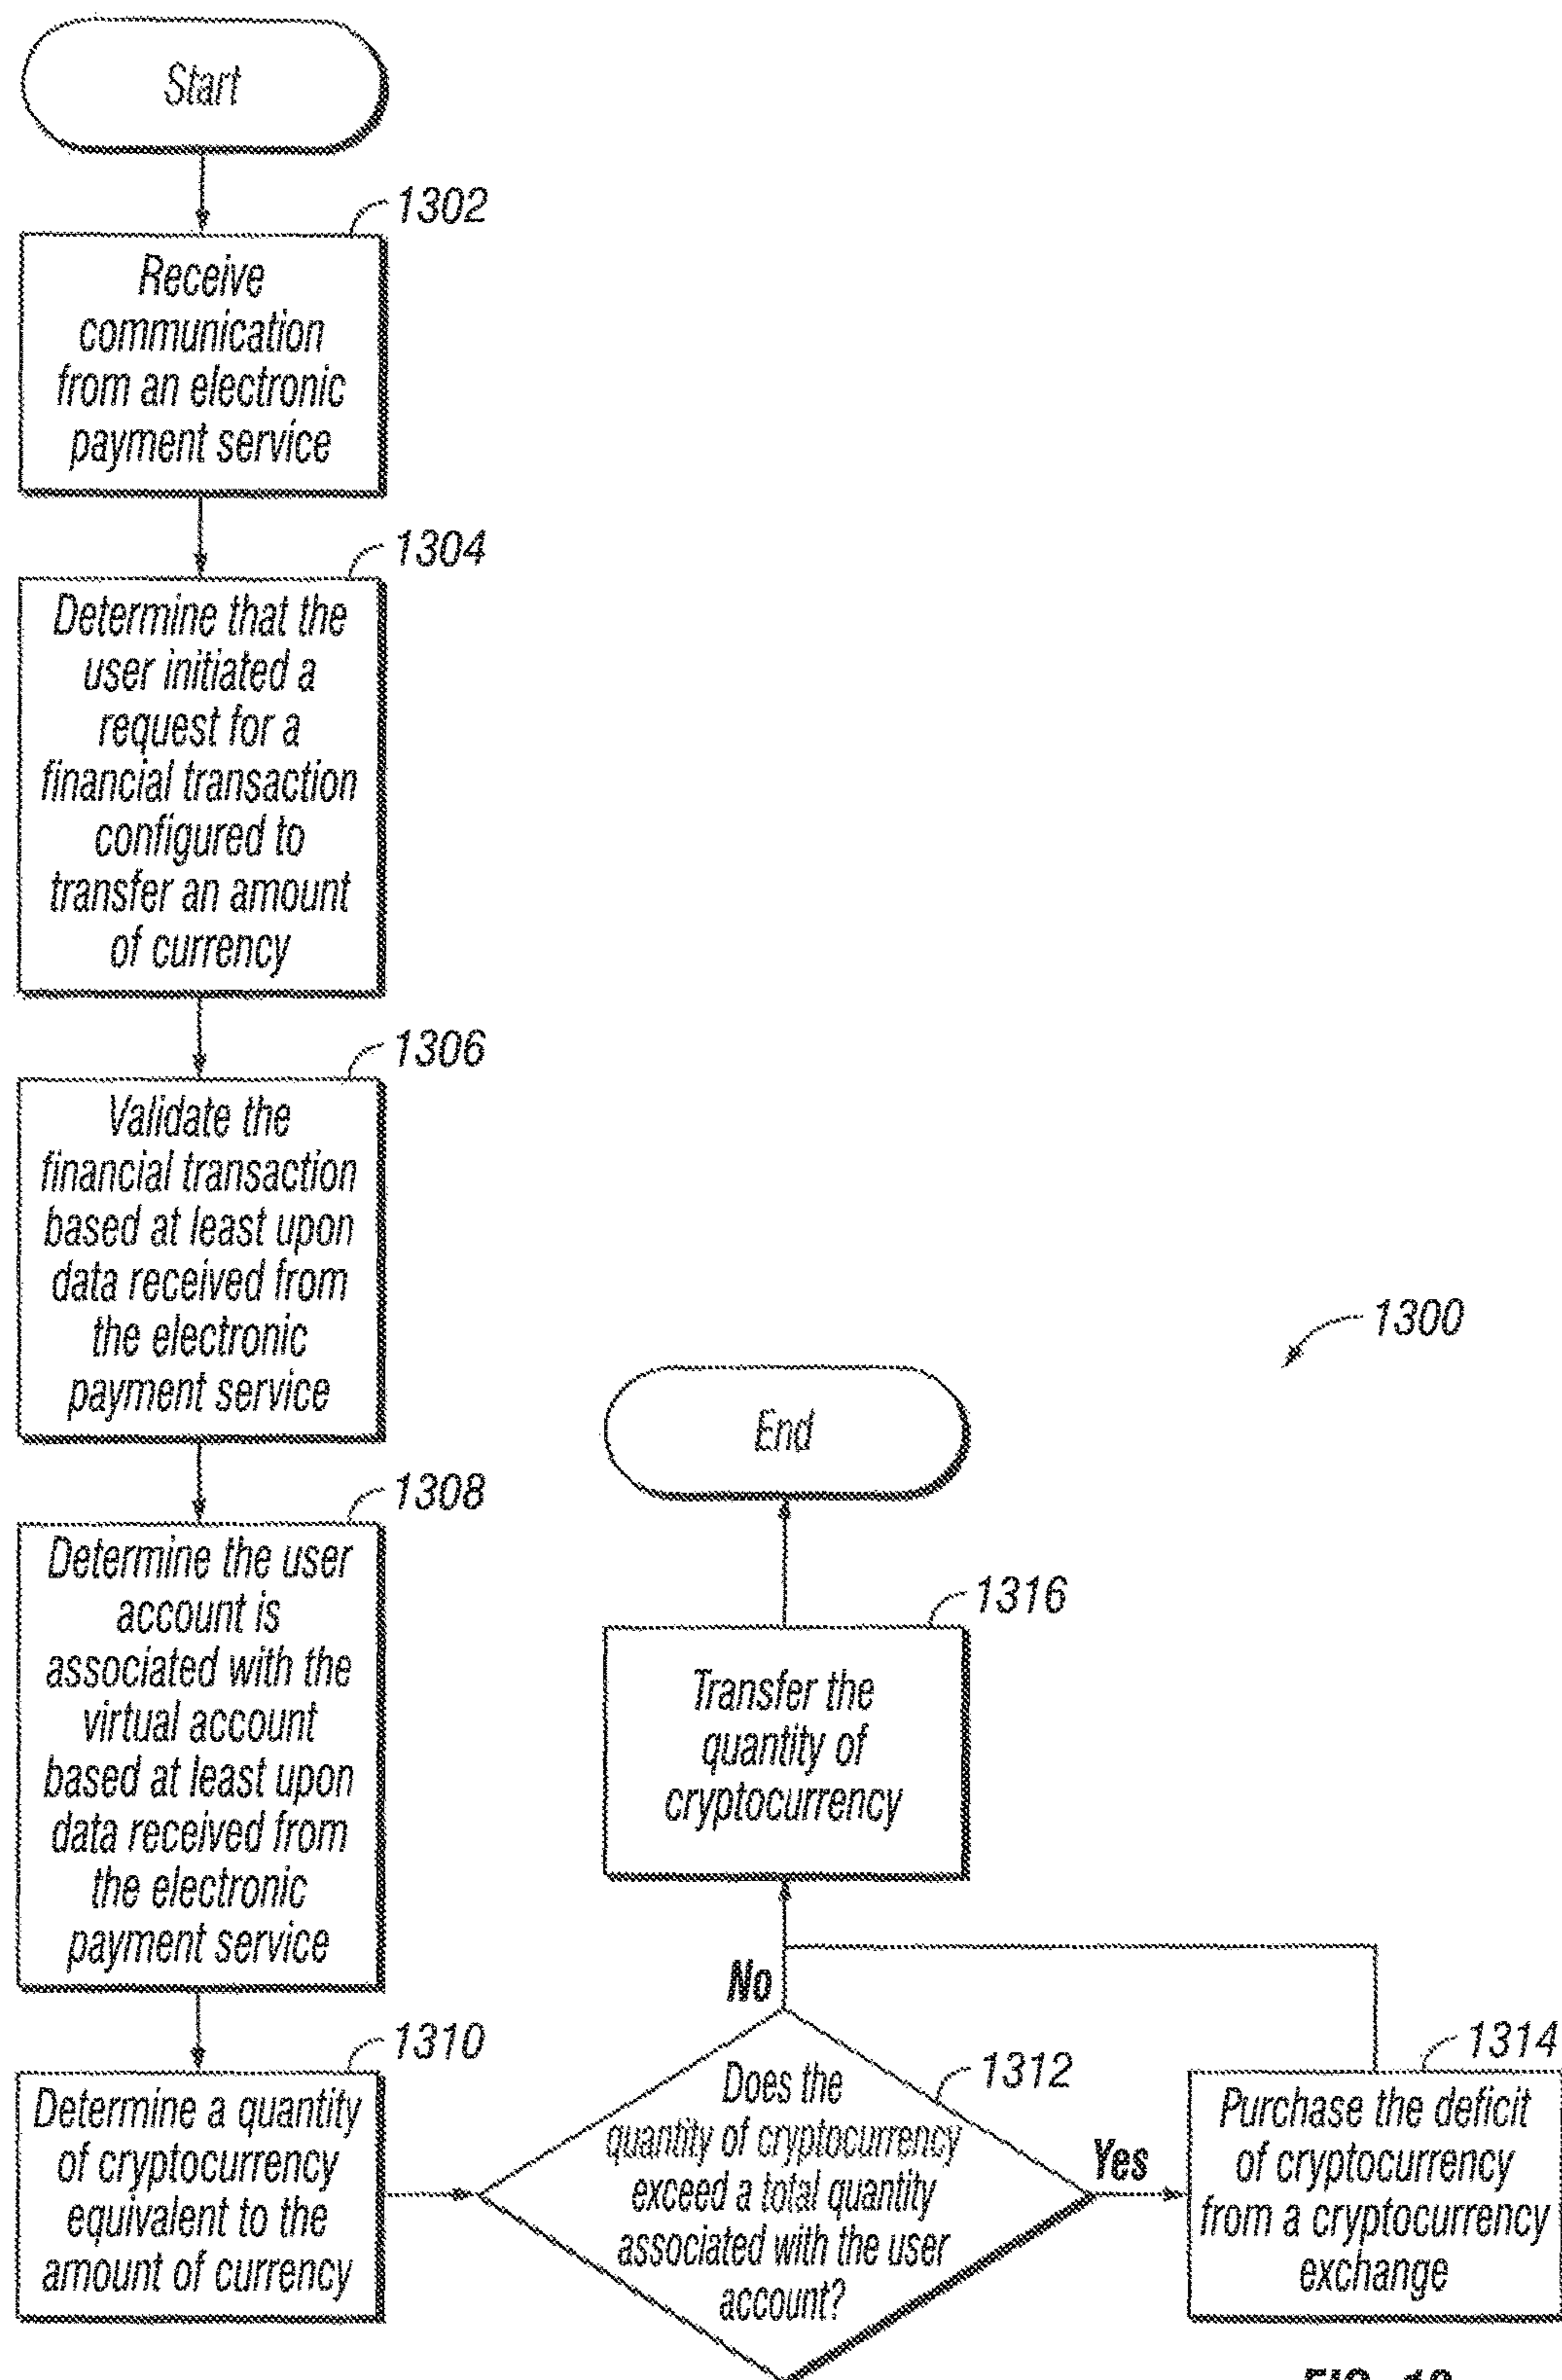 Start
1302
Receive
communication
from an electronic
payment service
1304
Determine that the
user initiated a
request for a
financial transaction
configured to
transfer an amount
of currency
1306
Validate the
financial transaction
based at least upon
data received from
the electronic
payment service
1308
Determine the user
account is
associated with the
virtual account
based at least upon
data received from
the electronic
payment service
1310
Determine a quantity
of cryptocurrency
equivalent to the
amount of currency
1312
Does the
quantity of cryptocurrency
exceed a total quantity
associated with the user
account?
Yes
1314
Purchase the deficit
of cryptocurrency
from a cryptocurrency
exchange
No
1316
Transfer the
quantity of
cryptocurrency
End
1300